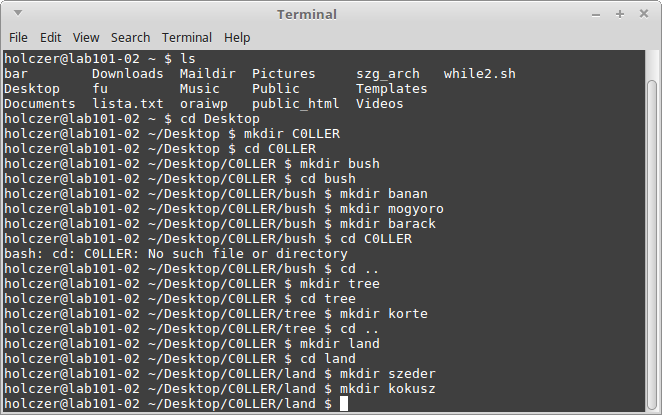 Terminal
File Edit View Search Terminal Help
holczer@lab101-02 ~ $ ls
bar Downloads Maildir Pictures szg_arch while2.sh
Desktop fu Music Public Templates
Documents lista.txt oraiwp public_html Videos
holczer@lab101-02 ~ $ cd Desktop
holczer@lab101-02 ~/Desktop $ mkdir C0LLER
holczer@lab101-02 ~/Desktop $ cd C0LLER
holczer@lab101-02 ~/Desktop/C0LLER $ mkdir bush
holczer@lab101-02 ~/Desktop/C0LLER $ cd bush
holczer@lab101-02 ~/Desktop/C0LLER/bush $ mkdir banan
holczer@lab101-02 ~/Desktop/C0LLER/bush $ mkdir mogyoro
holczer@lab101-02 ~/Desktop/C0LLER/bush $ mkdir barack
holczer@lab101-02 ~/Desktop/C0LLER/bush $ cd C0LLER
bash: cd: C0LLER: No such file or directory
holczer@lab101-02 ~/Desktop/C0LLER/bush $ cd ..
holczer@lab101-02 ~/Desktop/C0LLER $ mkdir tree
holczer@lab101-02 ~/Desktop/C0LLER $ cd tree
holczer@lab101-02 ~/Desktop/C0LLER/tree $ mkdir korte
holczer@lab101-02 ~/Desktop/C0LLER/tree $ cd ..
holczer@lab101-02 ~/Desktop/C0LLER $ mkdir land
holczer@lab101-02 ~/Desktop/C0LLER $ cd land
holczer@lab101-02 ~/Desktop/C0LLER/land $ mkdir szeder
holczer@lab101-02 ~/Desktop/C0LLER/land $ mkdir kokusz
holczer@lab101-02 ~/Desktop/C0LLER/land $